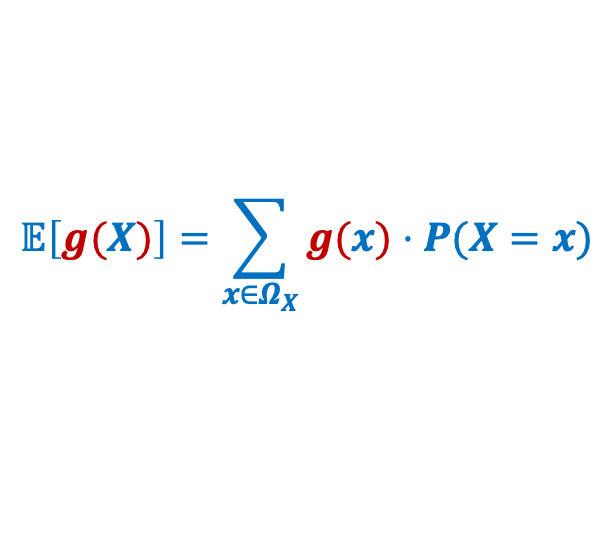 𝔼[g(X)] = ∑ g(x) · P(X = x)
x∈Ω_X